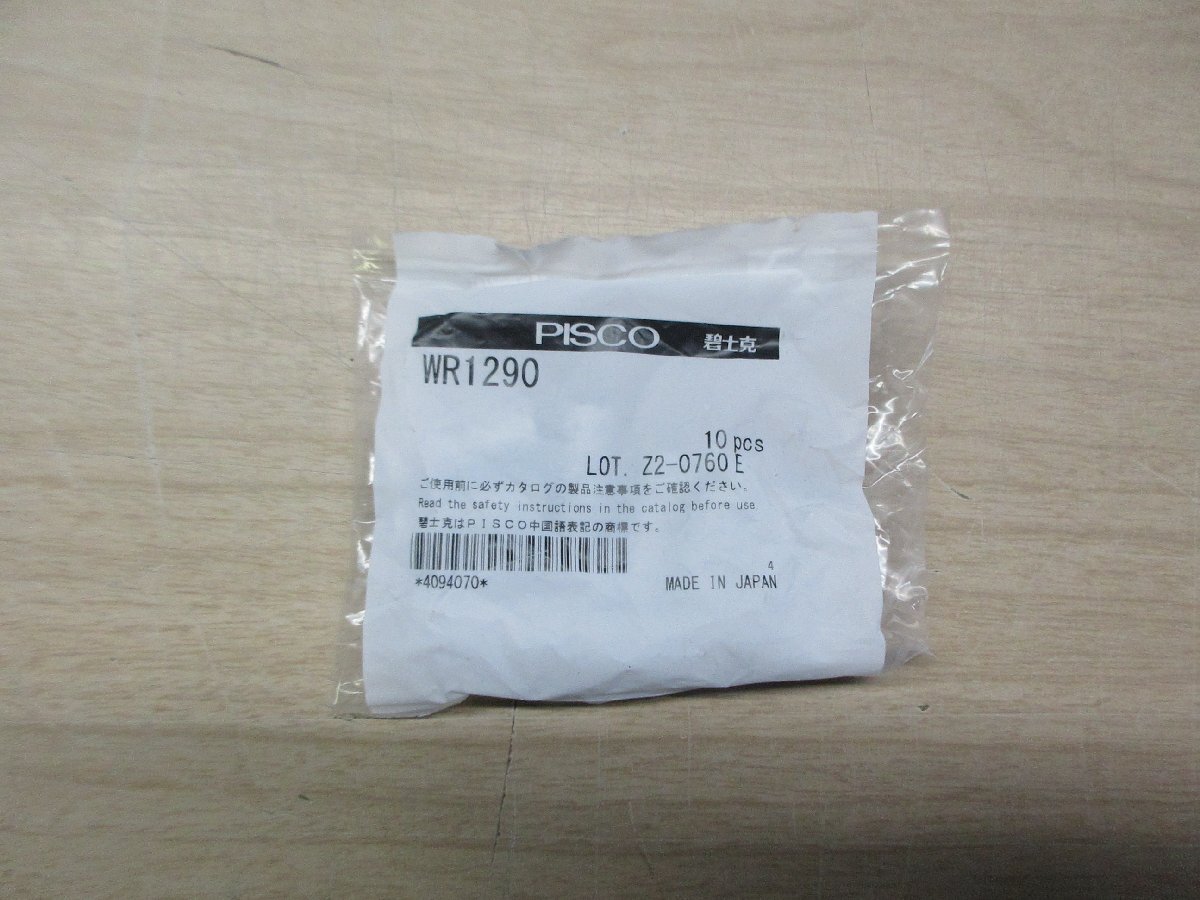 PISCO 碧士克
WR1290
10 pcs
LOT. Z2-0760 E
ご使用前に必ずカタログの製品注意事項をご確認ください。
Read the safety instructions in the catalog before use.
碧士克はPISCO中国語表記の商標です。
4
*4094070* MADE IN JAPAN